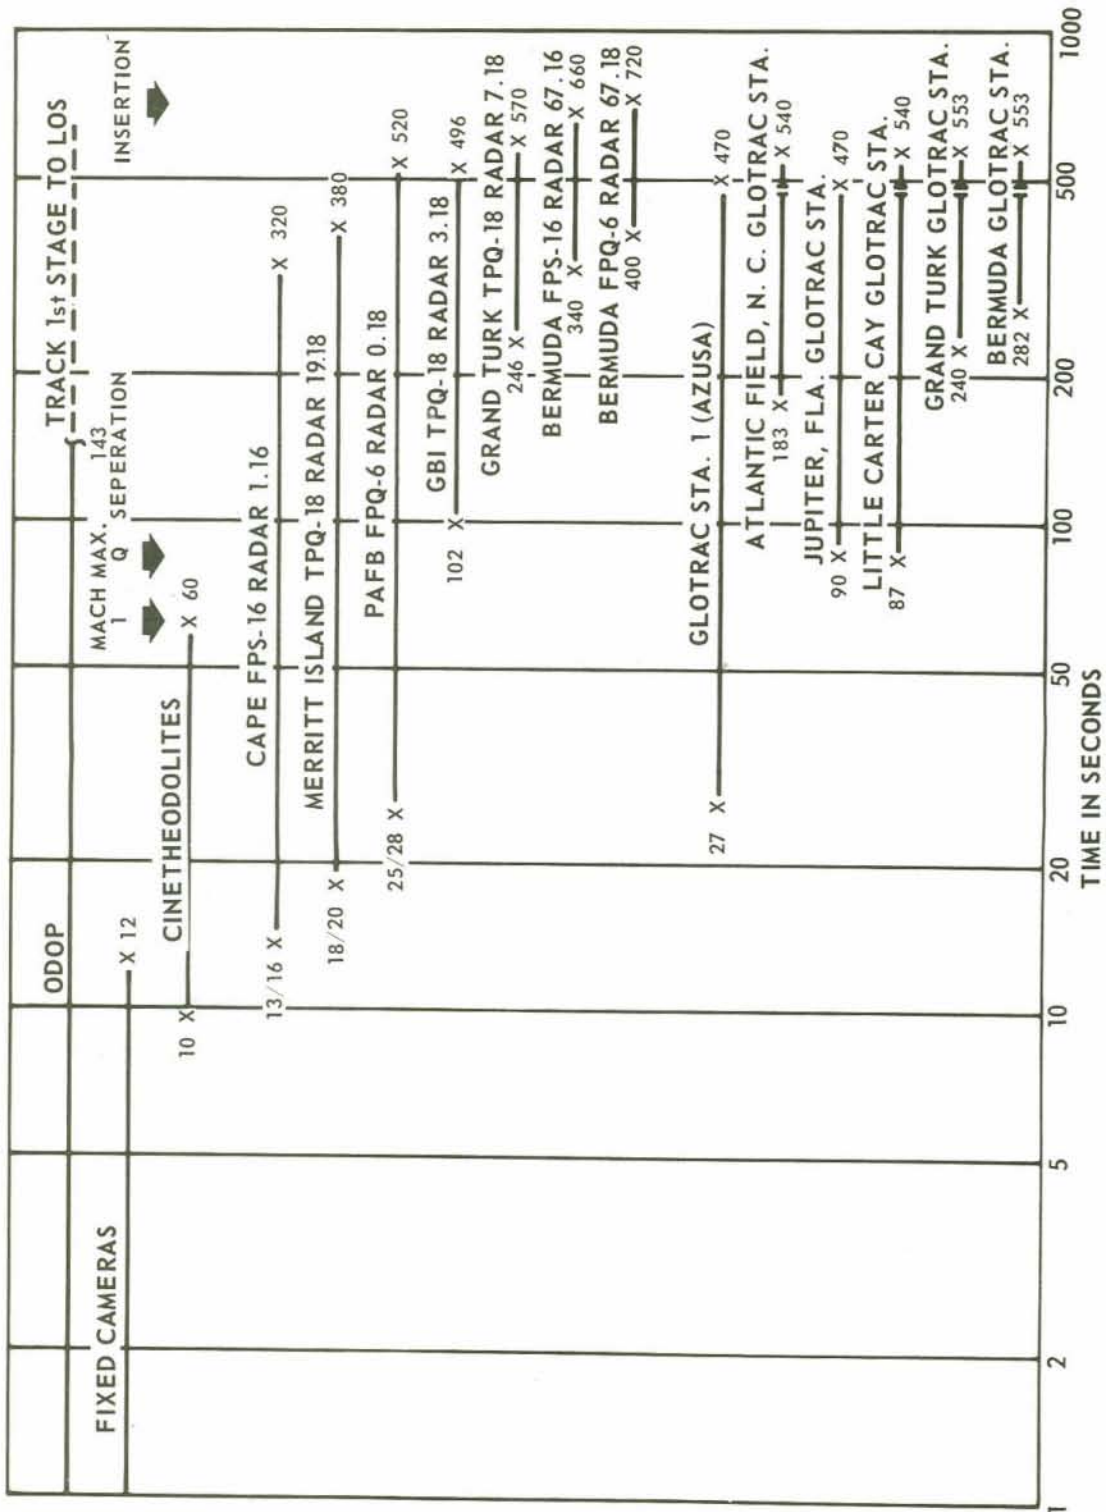 ODOP
TRACK 1st STAGE TO LOS
MACH MAX. 143
1 Q SEPERATION
INSERTION
FIXED CAMERAS
X 12
CINETHEODOLITES
10 X
X 60
CAPE FPS-16 RADAR 1.16
13/16 X
X 320
MERRITT ISLAND TPQ-18 RADAR 19.18
18/20 X
X 380
PAFB FPQ-6 RADAR 0.18
25/28 X
X 520
GBI TPQ-18 RADAR 3.18
102 X
X 496
GRAND TURK TPQ-18 RADAR 7.18
246 X
X 570
BERMUDA FPS-16 RADAR 67.16
340 X
X 660
BERMUDA FPQ-6 RADAR 67.18
400 X
X 720
GLOTRAC STA. 1 (AZUSA)
27 X
X 470
ATLANTIC FIELD, N. C. GLOTRAC STA.
183 X
X 540
JUPITER, FLA. GLOTRAC STA.
90 X
X 470
LITTLE CARTER CAY GLOTRAC STA.
87 X
X 540
GRAND TURK GLOTRAC STA.
240 X
X 553
BERMUDA GLOTRAC STA.
282 X
X 553
1 2 5 10 20 50 100 200 500 1000
TIME IN SECONDS